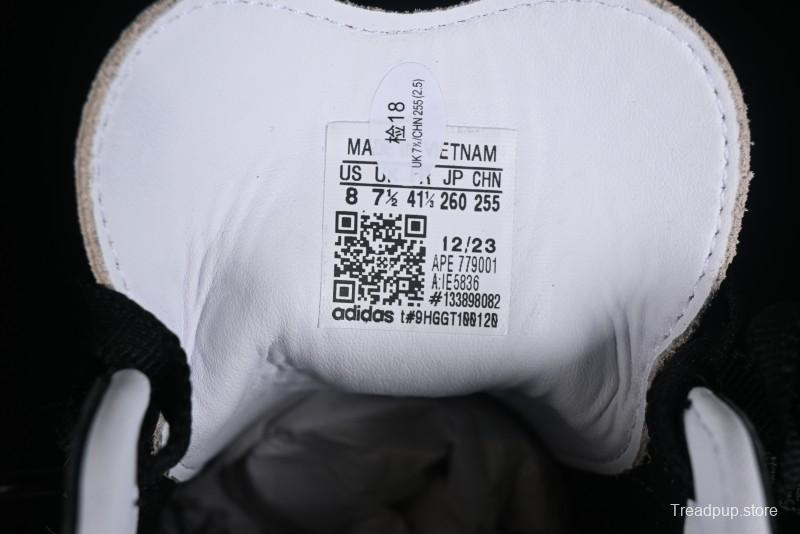 检18
UK 7½/CHN 255(2.5)
MA ETNAM
US U R JP CHN
8 7½ 41⅓ 260 255
12/23
APE 779001
A:IE5836
#133898082
adidas t#9HGGT100120
Treadpup.store